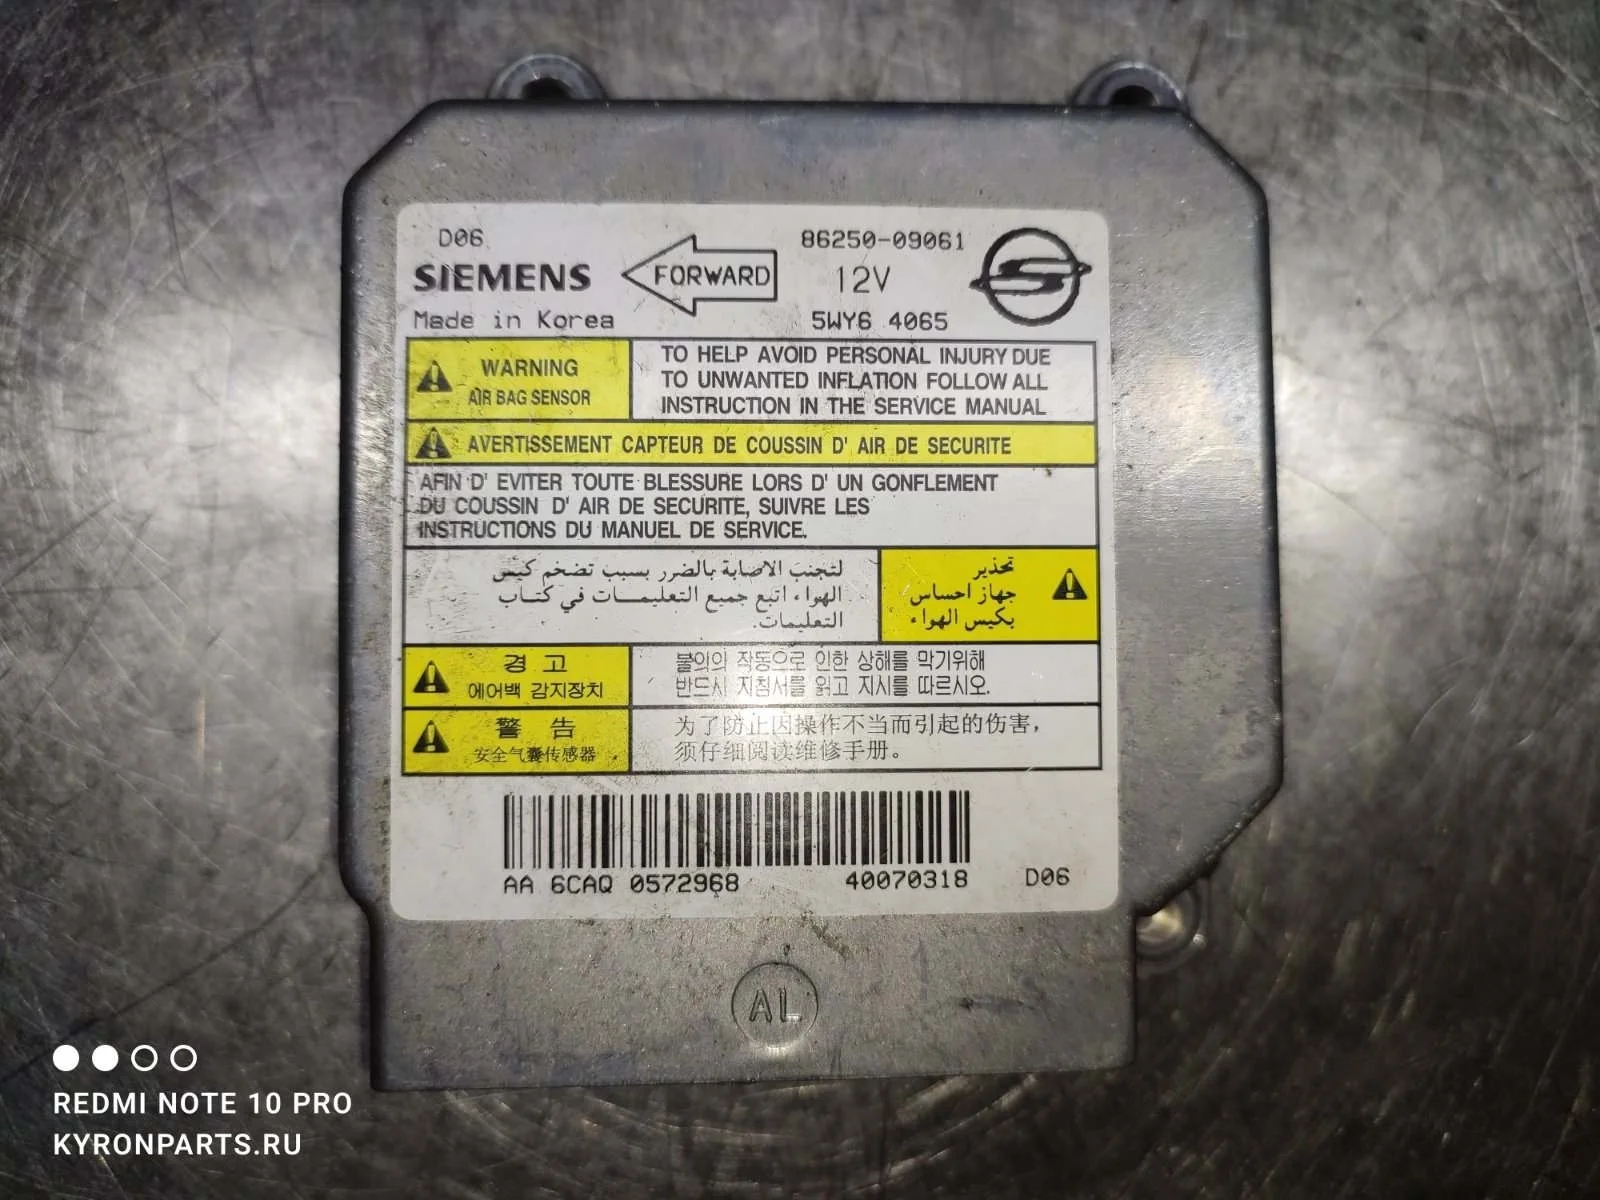 D06
86250-09061
SIEMENS
FORWARD
12V
Made in Korea
5WY6 4065
WARNING
AIR BAG SENSOR
TO HELP AVOID PERSONAL INJURY DUE
TO UNWANTED INFLATION FOLLOW ALL
INSTRUCTION IN THE SERVICE MANUAL
AVERTISSEMENT CAPTEUR DE COUSSIN D' AIR DE SECURITE
AFIN D' EVITER TOUTE BLESSURE LORS D' UN GONFLEMENT
DU COUSSIN D' AIR DE SECURITE, SUIVRE LES
INSTRUCTIONS DU MANUEL DE SERVICE.
تحذير
جهاز احساس
بكيس الهواء
لتجنب الاصابة بالضرر بسبب تضخم كيس
الهواء اتبع جميع التعليمات في كتاب
التعليمات.
경 고
에어백 감지장치
불의의 작동으로 인한 상해를 막기위해
반드시 지침서를 읽고 지시를 따르시오.
警 告
安全气囊传感器
为了防止因操作不当而引起的伤害，
须仔细阅读维修手册。
AA 6CAQ 0572968
40070318
D06
AL
REDMI NOTE 10 PRO
KYRONPARTS.RU